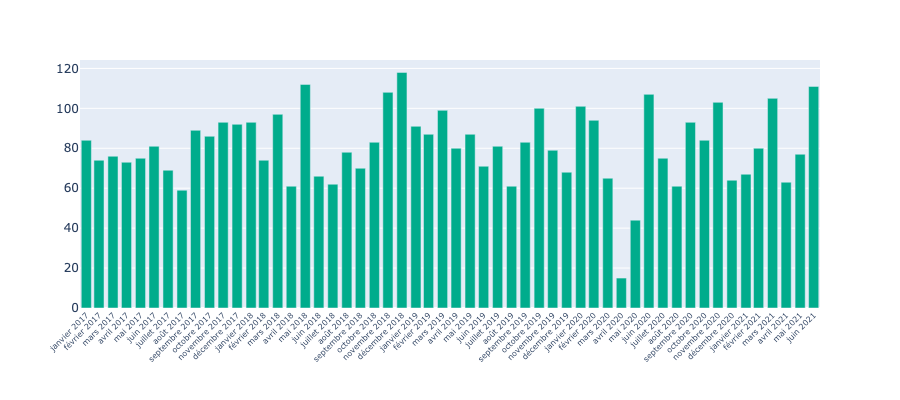 120
100
80
60
40
20
0
janvier 2017
février 2017
mars 2017
avril 2017
mai 2017
juin 2017
juillet 2017
août 2017
septembre 2017
octobre 2017
novembre 2017
décembre 2017
janvier 2018
février 2018
mars 2018
avril 2018
mai 2018
juin 2018
juillet 2018
août 2018
septembre 2018
octobre 2018
novembre 2018
décembre 2018
janvier 2019
février 2019
mars 2019
avril 2019
mai 2019
juin 2019
juillet 2019
août 2019
septembre 2019
octobre 2019
novembre 2019
décembre 2019
janvier 2020
février 2020
mars 2020
avril 2020
mai 2020
juin 2020
juillet 2020
août 2020
septembre 2020
octobre 2020
novembre 2020
décembre 2020
janvier 2021
février 2021
mars 2021
avril 2021
mai 2021
juin 2021